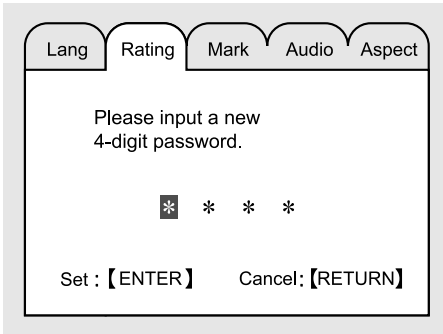 Lang Rating Mark Audio Aspect
Please input a new
4-digit password.
* * * *
Set :【ENTER】 Cancel:【RETURN】